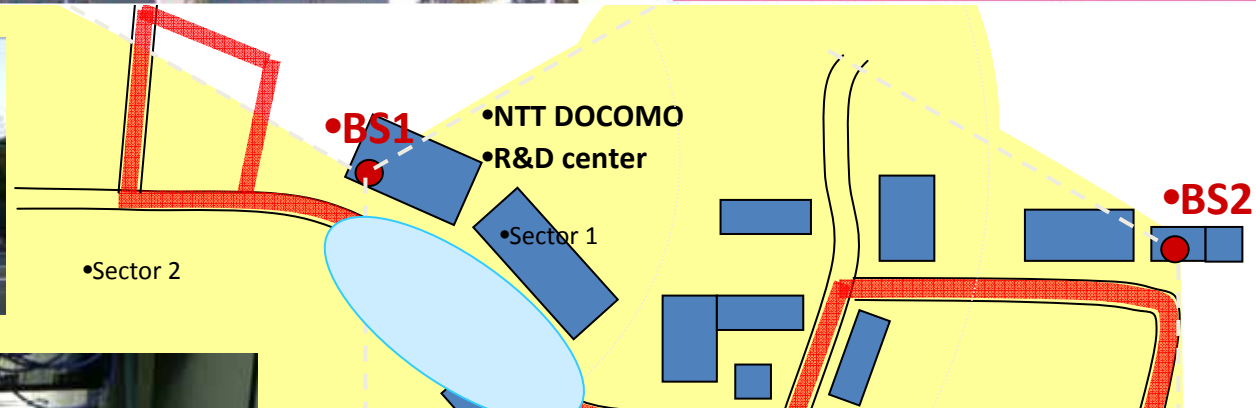 •BS1
•NTT DOCOMO
•R&D center
•BS2
•Sector 1
•Sector 2